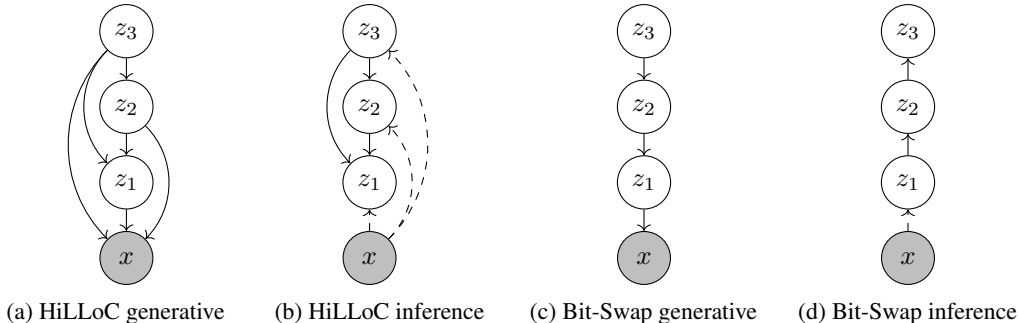 z3 z3 z3 z3
z2 z2 z2 z2
z1 z1 z1 z1
x x x x
(a) HiLLoC generative (b) HiLLoC inference (c) Bit-Swap generative (d) Bit-Swap inference